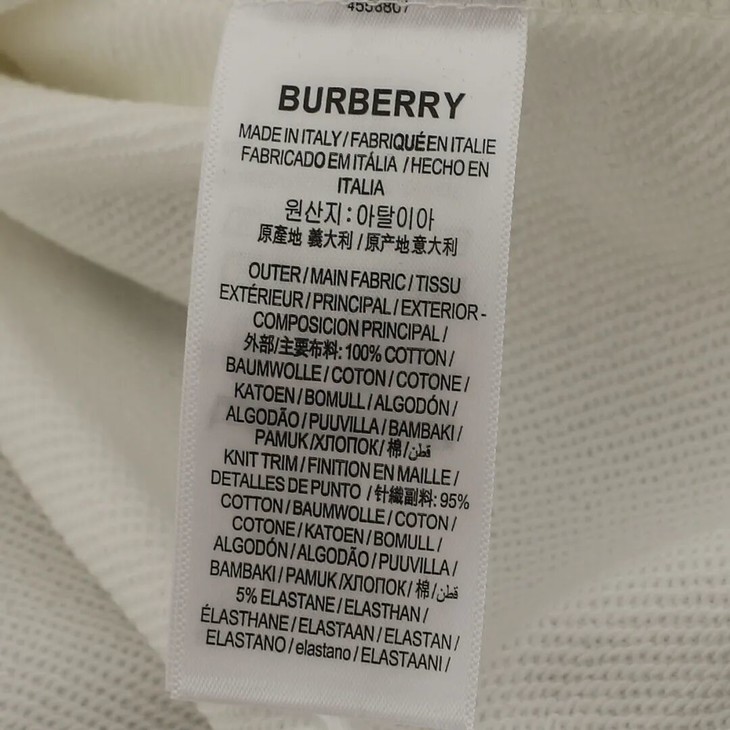 4553807
BURBERRY
MADE IN ITALY / FABRIQUÉ EN ITALIE
FABRICADO EM ITÁLIA / HECHO EN
ITALIA
원산지 : 아탈이아
原產地 義大利 / 原产地意大利
OUTER / MAIN FABRIC / TISSU
EXTÉRIEUR / PRINCIPAL / EXTERIOR -
COMPOSICION PRINCIPAL /
外部/主要布料: 100% COTTON /
BAUMWOLLE / COTON / COTONE /
KATOEN / BOMULL / ALGODÓN /
ALGODÃO / PUUVILLA / BAMBAKI /
PAMUK /ХЛОПОК/ 棉/قطن
KNIT TRIM / FINITION EN MAILLE /
DETALLES DE PUNTO / 针織副料: 95%
COTTON / BAUMWOLLE / COTON /
COTONE / KATOEN / BOMULL /
ALGODÓN / ALGODÃO / PUUVILLA /
BAMBAKI / PAMUK /ХЛОПОК/ 棉/قطن
5% ELASTANE / ELASTHAN /
ÉLASTHANE / ELASTAAN / ELASTAN /
ELASTANO / elastano / ELASTAANI /